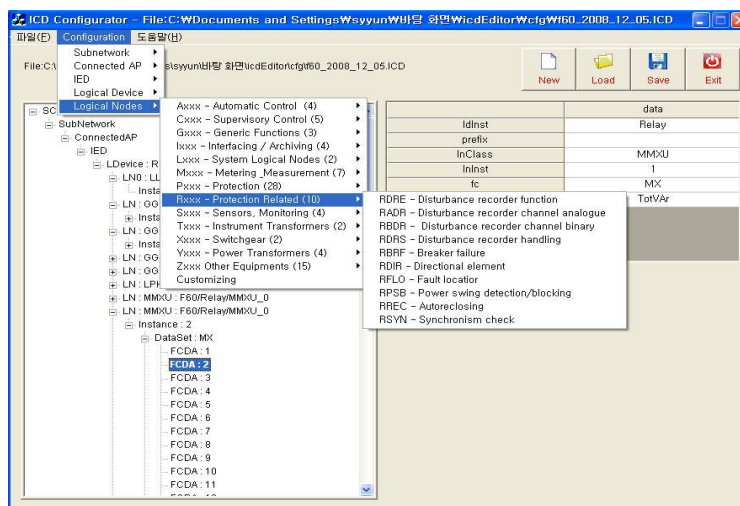 ICD Configurator - File:C:₩Documents and Settings₩syyun₩바탕 화면₩icdEditor₩cfg₩f60_2008_12_05.ICD
파일(F) Configuration 도움말(H)
Subnetwork
Connected AP
IED
Logical Device
Logical Nodes
File:C:\
s\syyun\바탕 화면\icdEditor\cfg\f60_2008_12_05.ICD
New
Load
Save
Exit
Axxx - Automatic Control (4)
Cxxx - Supervisory Control (5)
Gxxx - Generic Functions (3)
Ixxx - Interfacing / Archiving (4)
Lxxx - System Logical Nodes (2)
Mxxx - Metering _Measurement (7)
Pxxx - Protection (28)
Rxxx - Protection Related (10)
Sxxx - Sensors, Monitoring (4)
Txxx - Instrument Transformers (2)
Xxxx - Switchgear (2)
Yxxx - Power Transformers (4)
Zxxx Other Equipments (15)
Customizing
RDRE - Disturbance recorder function
RADR - Disturbance recorder channel analogue
RBDR - Disturbance recorder channel binary
RDRS - Disturbance recorder handling
RBRF - Breaker failure
RDIR - Directional element
RFLO - Fault locatior
RPSB - Power swing detection/blocking
RREC - Autoreclosing
RSYN - Synchronism check
SC
SubNetwork
ConnectedAP
IED
LDevice : R
LN0 : LL
Insta
LN : GG
Insta
LN : GG
Insta
LN : GG
LN : GG
LN : LPH
LN : MMXU : F60/Relay/MMXU_0
LN : MMXU : F60/Relay/MMXU_0
Instance : 2
DataSet : MX
FCDA : 1
FCDA : 2
FCDA : 3
FCDA : 4
FCDA : 5
FCDA : 6
FCDA : 7
FCDA : 8
FCDA : 9
FCDA : 10
FCDA : 11
data
ldInst Relay
prefix
lnClass MMXU
lnInst 1
fc MX
TotVAr